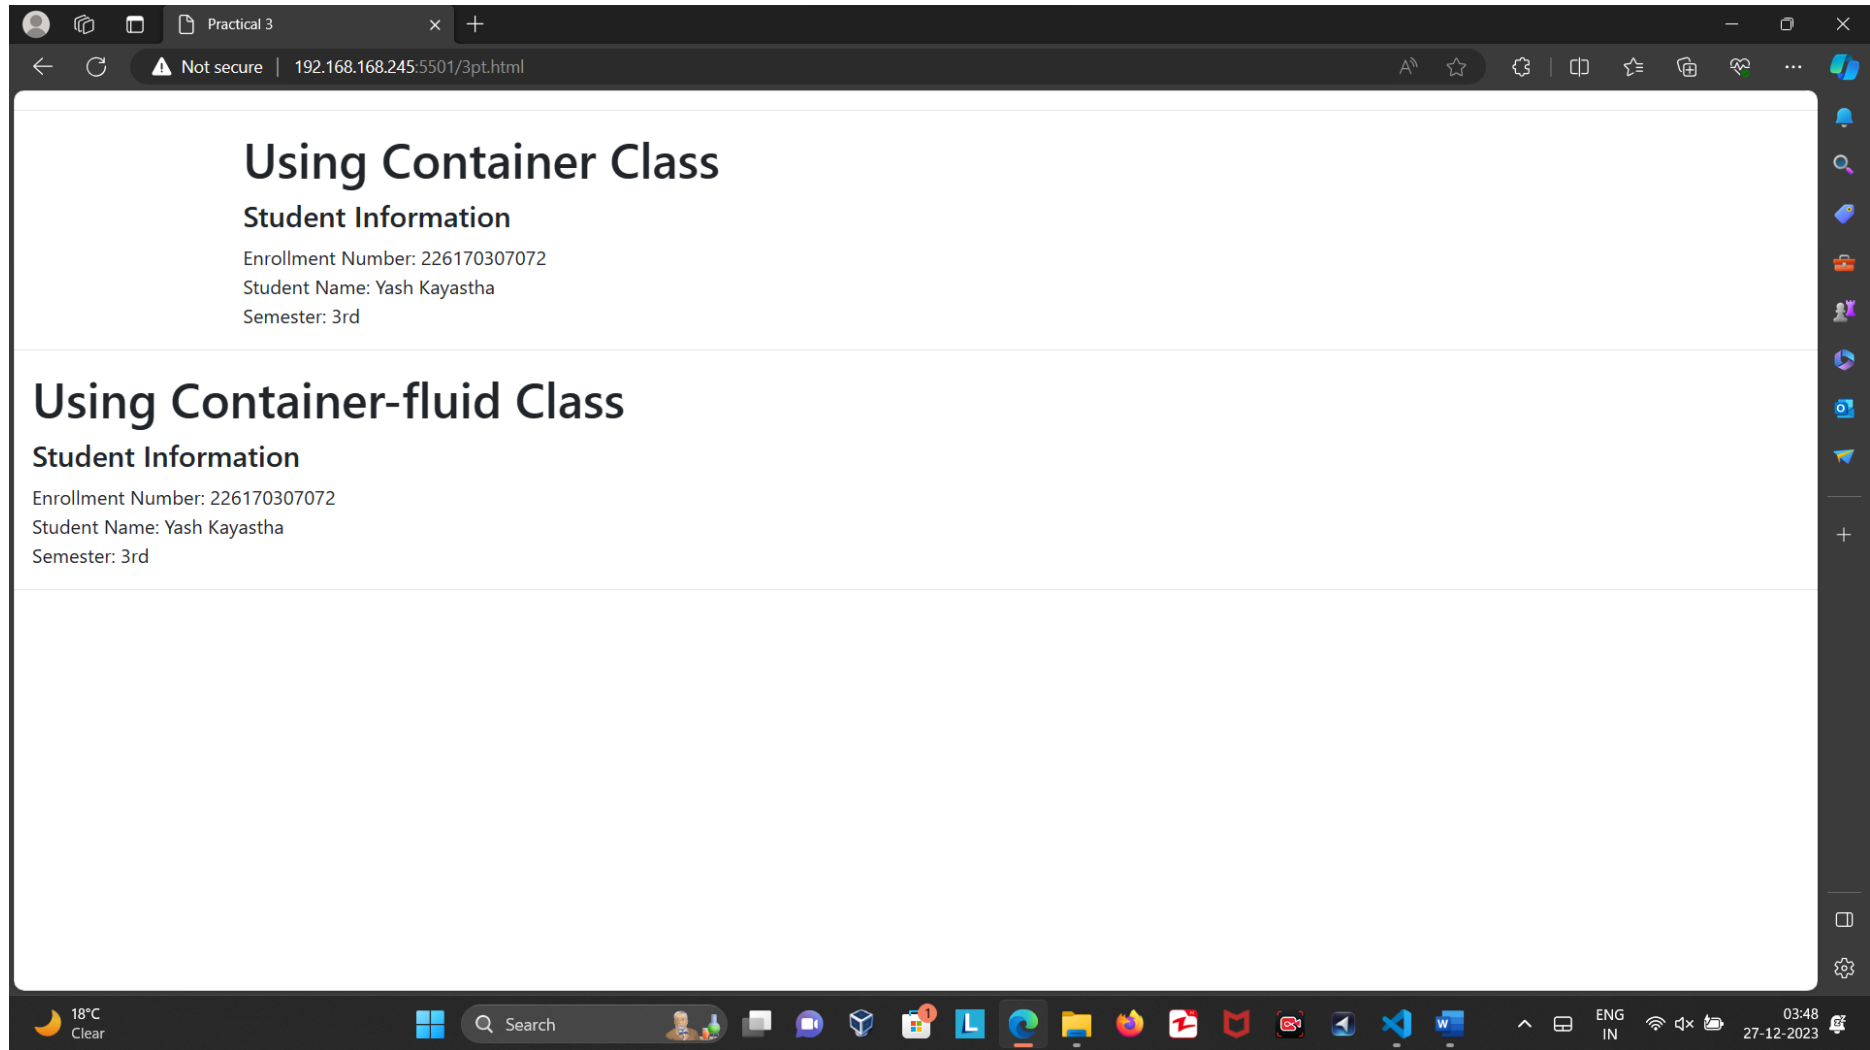 Practical 3
Not secure | 192.168.168.245:5501/3pt.html
Using Container Class
Student Information
Enrollment Number: 226170307072
Student Name: Yash Kayastha
Semester: 3rd
Using Container-fluid Class
Student Information
Enrollment Number: 226170307072
Student Name: Yash Kayastha
Semester: 3rd
18°C
Clear
Search
1
L
W
ENG
IN
03:48
27-12-2023